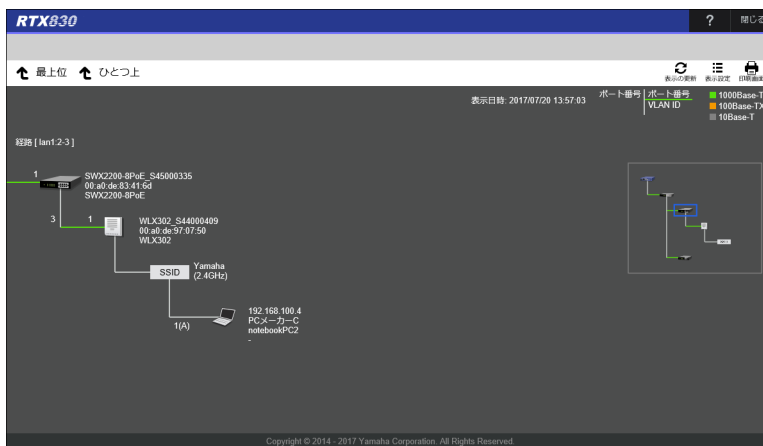 RTX830
?
閉じる
最上位 ひとつ上
表示の更新 表示設定 印刷画面
表示日時: 2017/07/20 13:57:03
ポート番号 ポート番号
VLAN ID
1000Base-T
100Base-TX
10Base-T
経路 [ lan1:2-3 ]
1
SWX2200-8PoE_S45000335
00:a0:de:83:41:6d
SWX2200-8PoE
3 1
WLX302_S44000409
00:a0:de:97:07:50
WLX302
SSID
Yamaha
(2.4GHz)
1(A)
192.168.100.4
PCメーカーC
notebookPC2
-
Copyright © 2014 - 2017 Yamaha Corporation. All Rights Reserved.